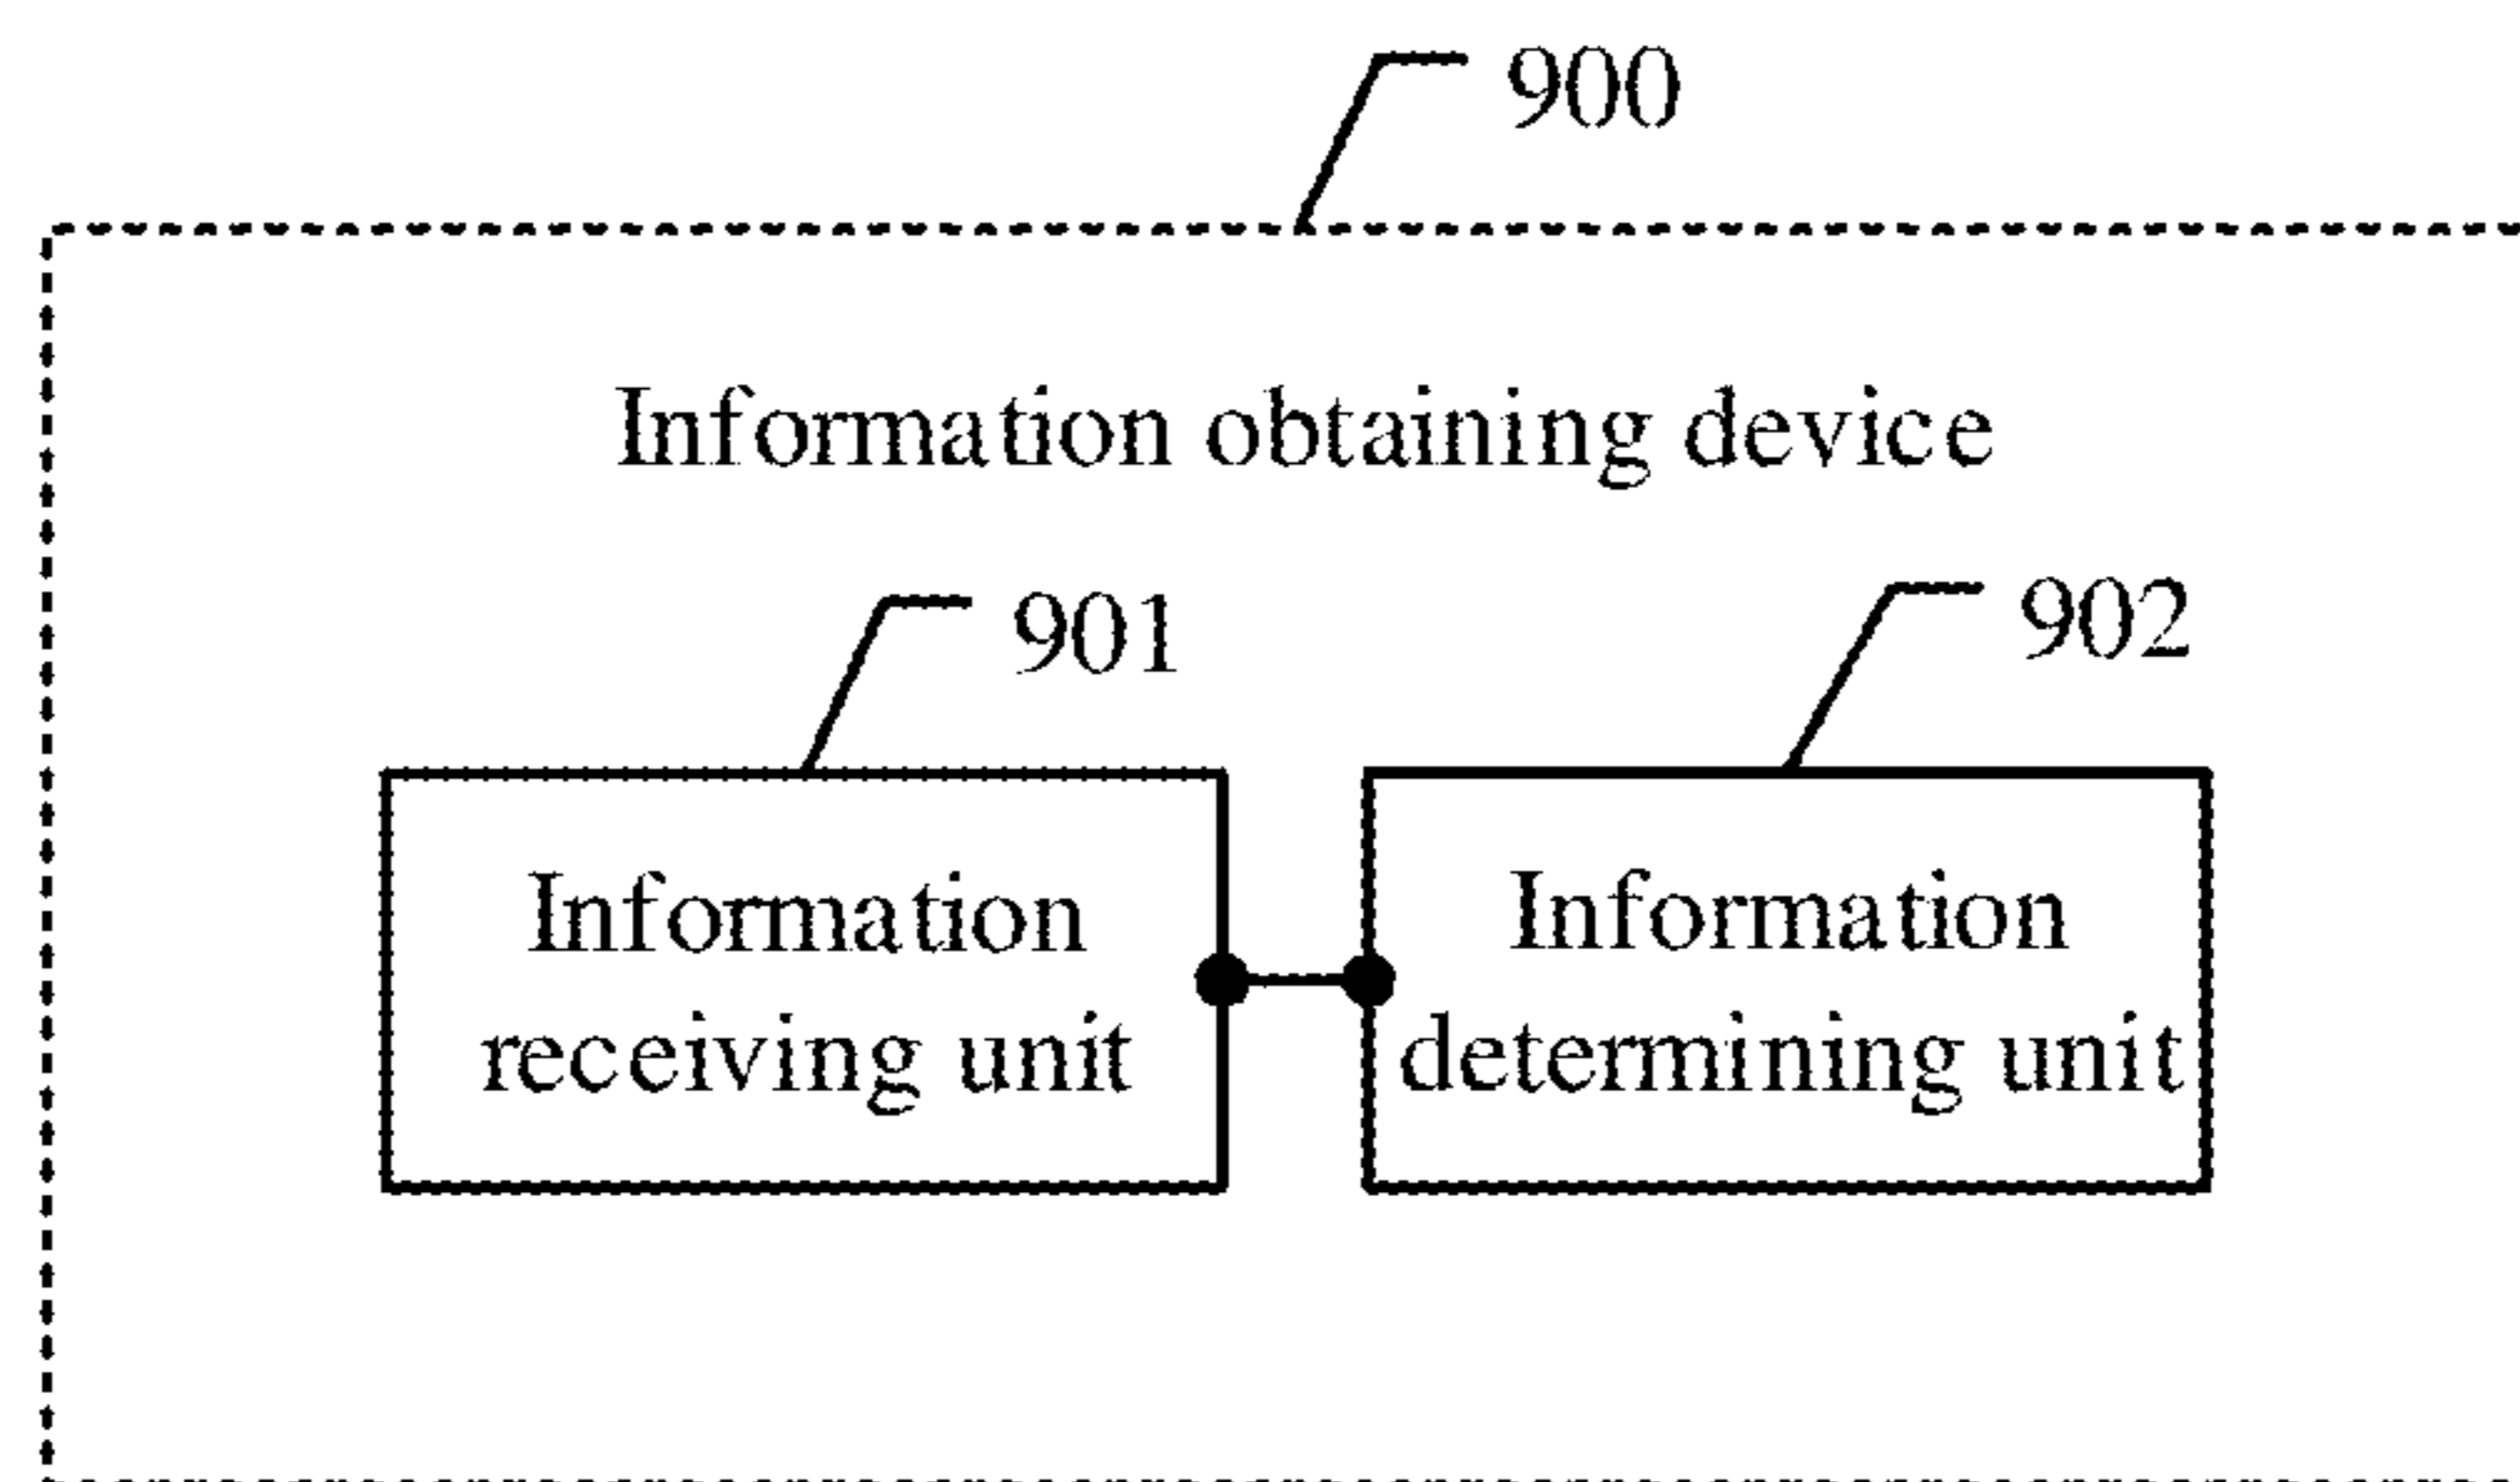 900
Information obtaining device
901
902
Information
receiving unit
Information
determining unit